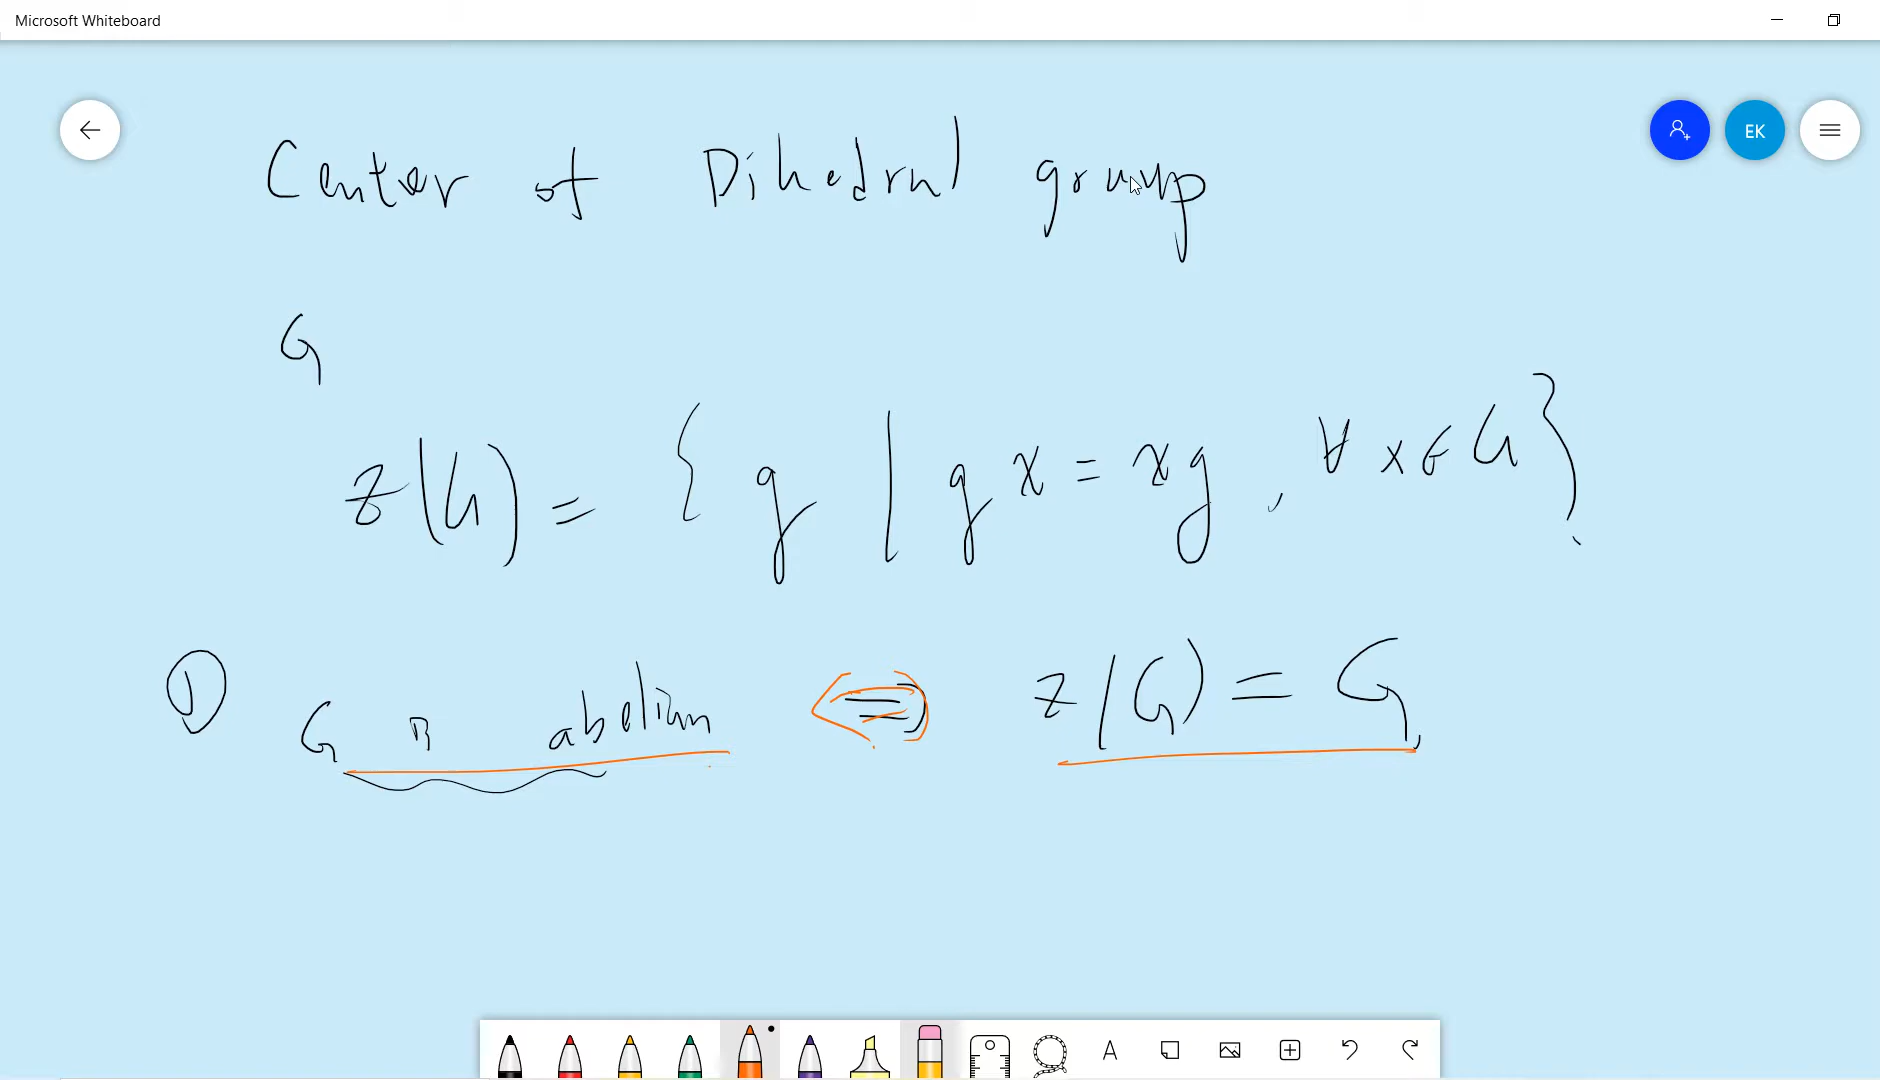 Microsoft Whiteboard
EK
Center of Dihedral group
G
Z(G) = { g | gx = xg, ∀ x ∈ G }.
① G is abelian ⇔ Z(G) = G,
A